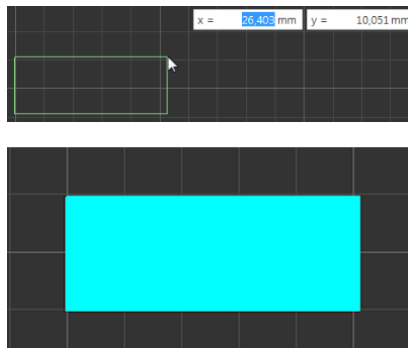 x = 26,403 mm y = 10,051 mm